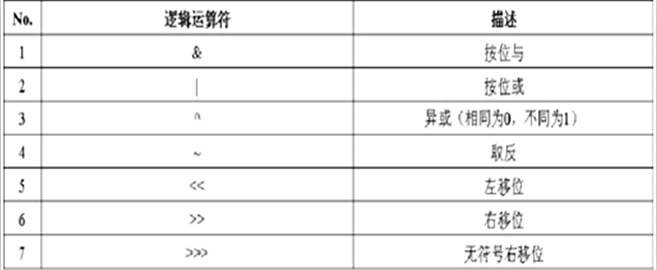 No. 逻辑运算符 描述
1 & 按位与
2 | 按位或
3 ^ 异或（相同为0，不同为1）
4 ~ 取反
5 << 左移位
6 >> 右移位
7 >>> 无符号右移位